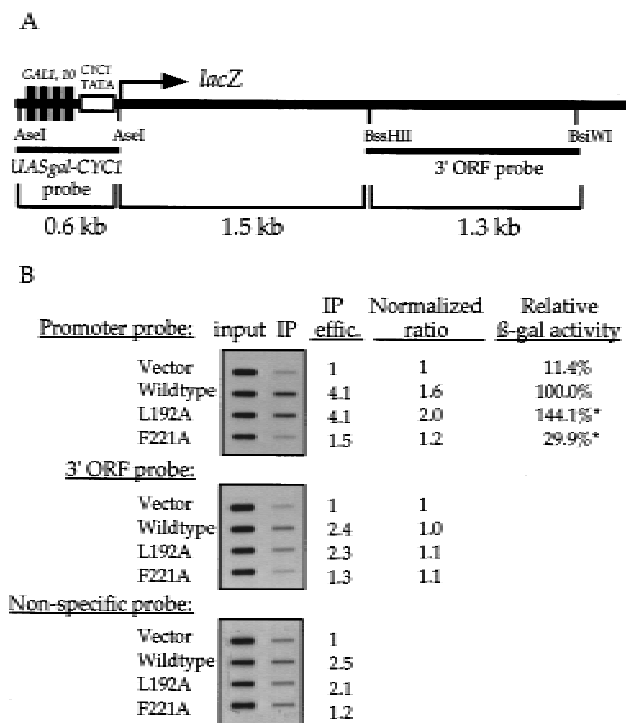 A
GAL1, 10 CYC1 TATA lacZ
AseI AseI BssHII BsiWI
UASgal-CYC1 probe 3' ORF probe
0.6 kb 1.5 kb 1.3 kb
B
Promoter probe: input IP IP effic. Normalized ratio Relative ß-gal activity
Vector 1 1 11.4%
Wildtype 4.1 1.6 100.0%
L192A 4.1 2.0 144.1%*
F221A 1.5 1.2 29.9%*
3' ORF probe:
Vector 1 1
Wildtype 2.4 1.0
L192A 2.3 1.1
F221A 1.3 1.1
Non-specific probe:
Vector 1
Wildtype 2.5
L192A 2.1
F221A 1.2